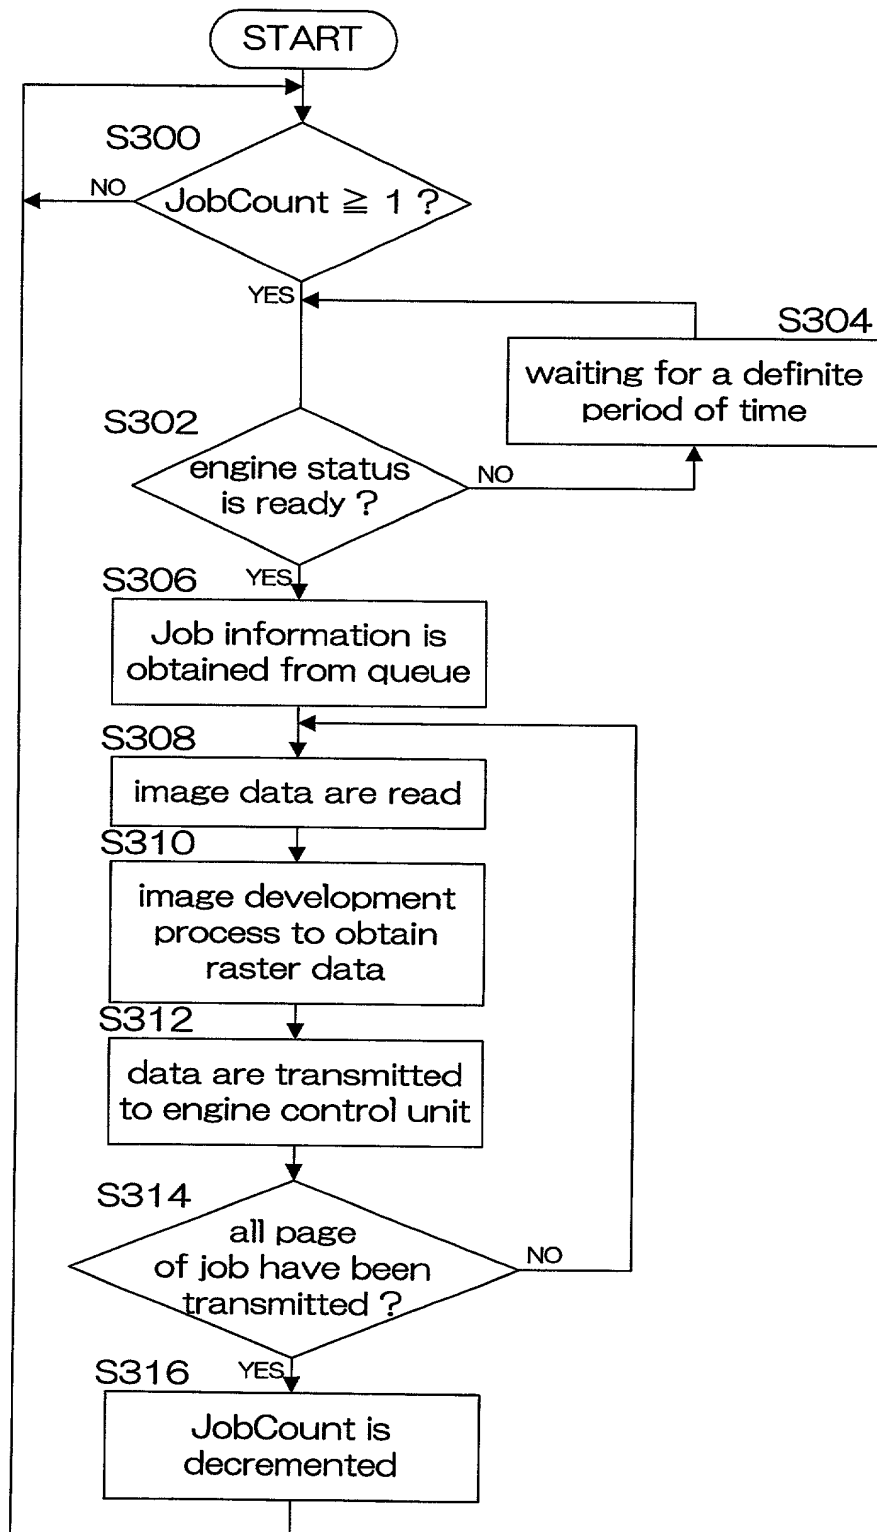 START
S300
NO
JobCount ≧ 1 ?
YES
S304
waiting for a definite
period of time
S302
engine status
is ready ?
NO
YES
S306
Job information is
obtained from queue
S308
image data are read
S310
image development
process to obtain
raster data
S312
data are transmitted
to engine control unit
S314
all page
of job have been
transmitted ?
NO
YES
S316
JobCount is
decremented